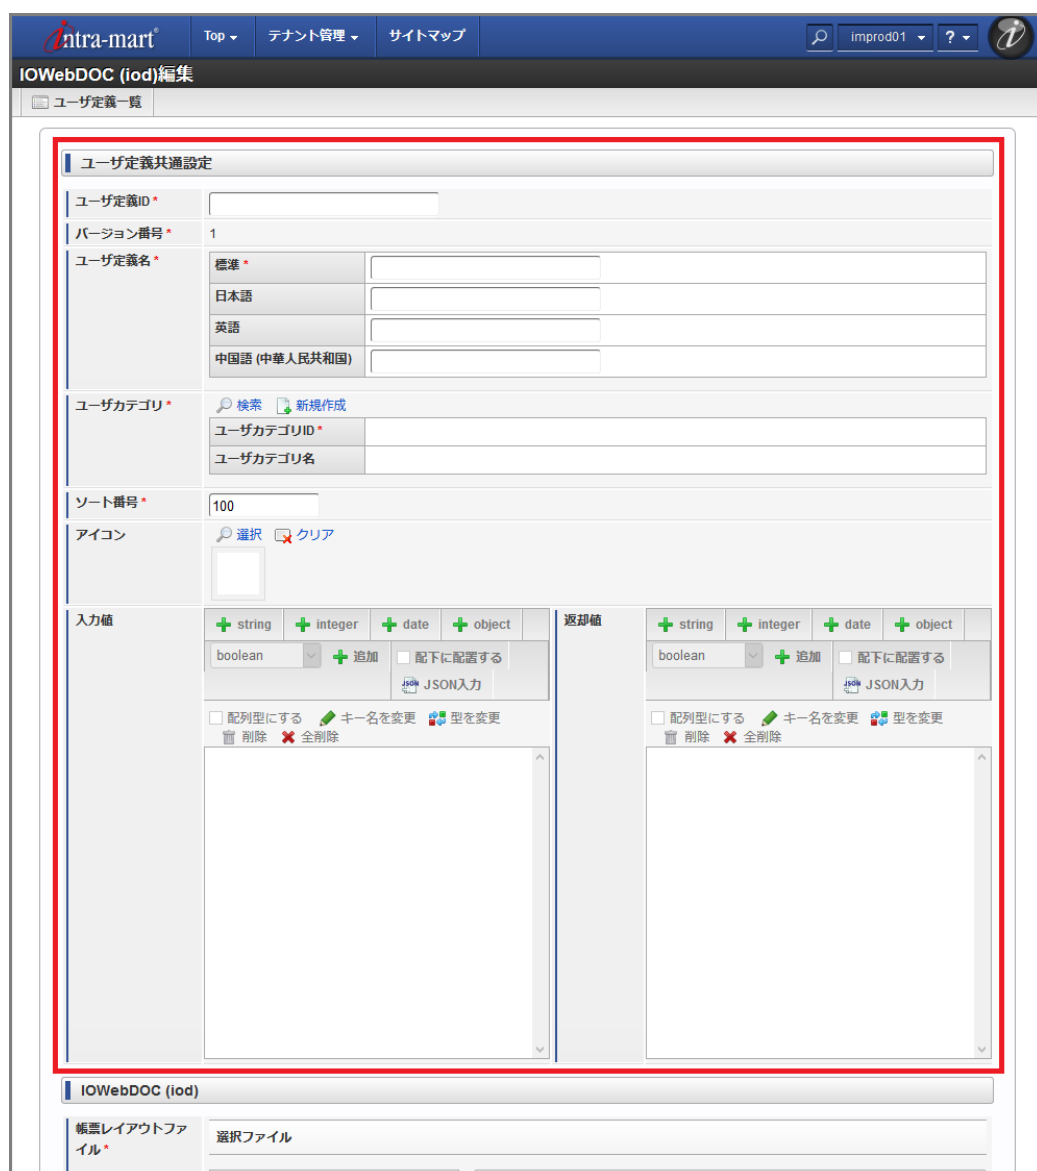 intra-mart® Top テナント管理 サイトマップ improd01 ?
IOWebDOC (iod)編集
ユーザ定義一覧
ユーザ定義共通設定
ユーザ定義ID *
バージョン番号 * 1
ユーザ定義名 * 標準 *
日本語
英語
中国語 (中華人民共和国)
ユーザカテゴリ * 検索 新規作成
ユーザカテゴリID *
ユーザカテゴリ名
ソート番号 * 100
アイコン 選択 クリア
入力値 string integer date object
boolean 追加 配下に配置する
JSON JSON入力
配列型にする キー名を変更 型を変更
削除 全削除
返却値 string integer date object
boolean 追加 配下に配置する
JSON JSON入力
配列型にする キー名を変更 型を変更
削除 全削除
IOWebDOC (iod)
帳票レイアウトファ
イル *
選択ファイル